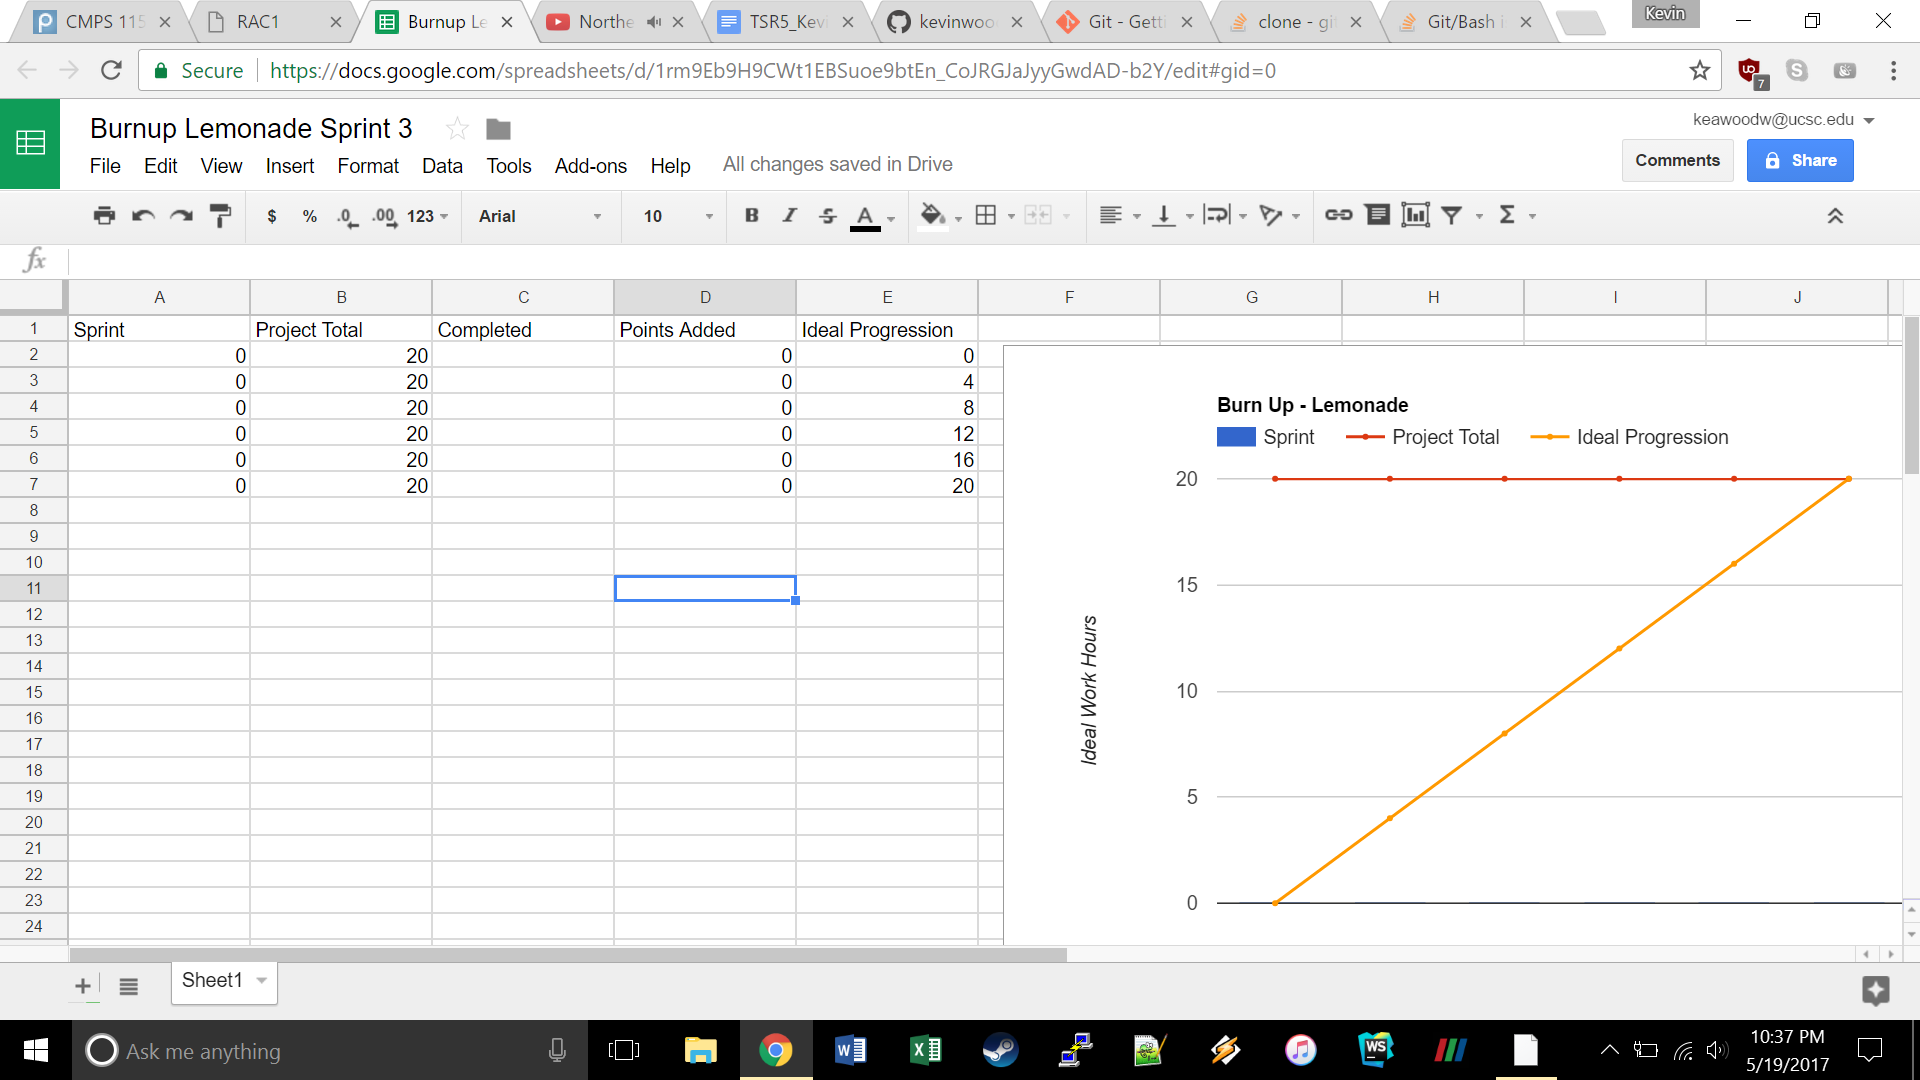 CMPS 115
RAC1
Burnup Le
Northe
TSR5_Kevi
kevinwoo
Git - Getti
clone - git
Git/Bash i
Kevin
Secure
https://docs.google.com/spreadsheets/d/1rm9Eb9H9CWt1EBSuoe9btEn_CoJRGJaJyyGwdAD-b2Y/edit#gid=0
7
Burnup Lemonade Sprint 3
keawoodw@ucsc.edu
File Edit View Insert Format Data Tools Add-ons Help All changes saved in Drive
Comments
Share
$ % .0 .00 123 Arial 10 B I S A Σ
fx
A B C D E F G H I J
1 Sprint Project Total Completed Points Added Ideal Progression
2 0 20 0 0
3 0 20 0 4
4 0 20 0 8
5 0 20 0 12
6 0 20 0 16
7 0 20 0 20
8
9
10
11
12
13
14
15
16
17
18
19
20
21
22
23
24
Burn Up - Lemonade
Sprint Project Total Ideal Progression
20
15
10
5
0
Ideal Work Hours
Sheet1
Ask me anything
WS
10:37 PM
5/19/2017